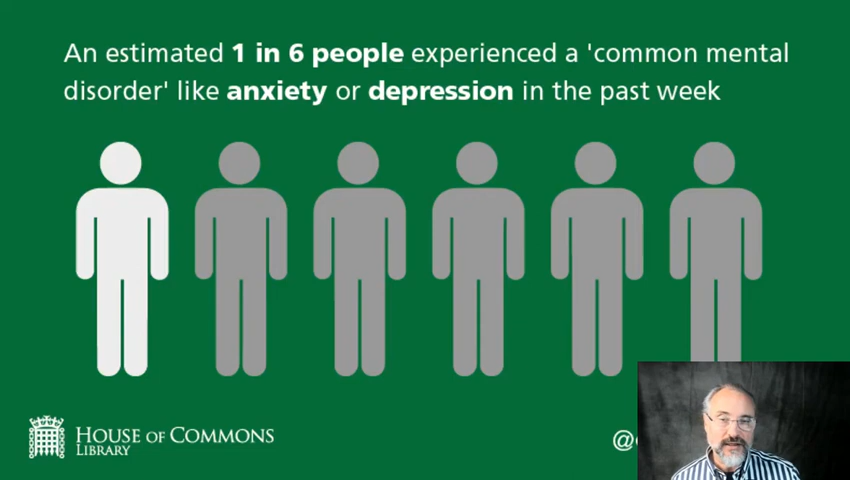 An estimated 1 in 6 people experienced a 'common mental
disorder' like anxiety or depression in the past week
HOUSE OF COMMONS
LIBRARY